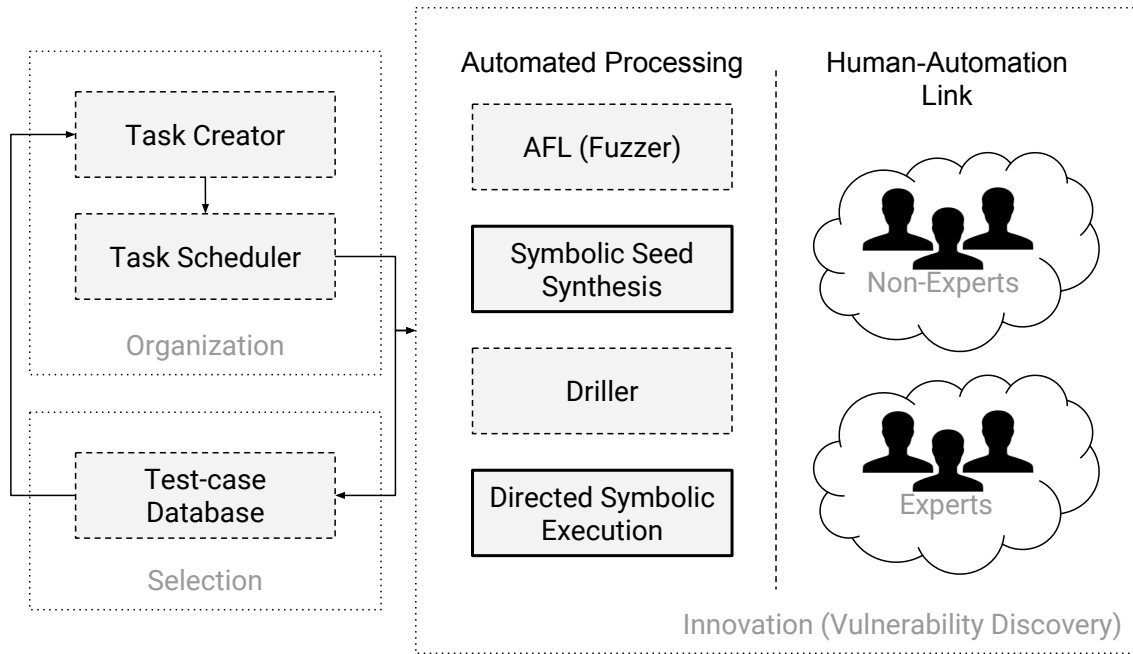 Task Creator
Task Scheduler
Organization
Test-case
Database
Selection
Automated Processing
AFL (Fuzzer)
Symbolic Seed
Synthesis
Driller
Directed Symbolic
Execution
Human-Automation
Link
Non-Experts
Experts
Innovation (Vulnerability Discovery)